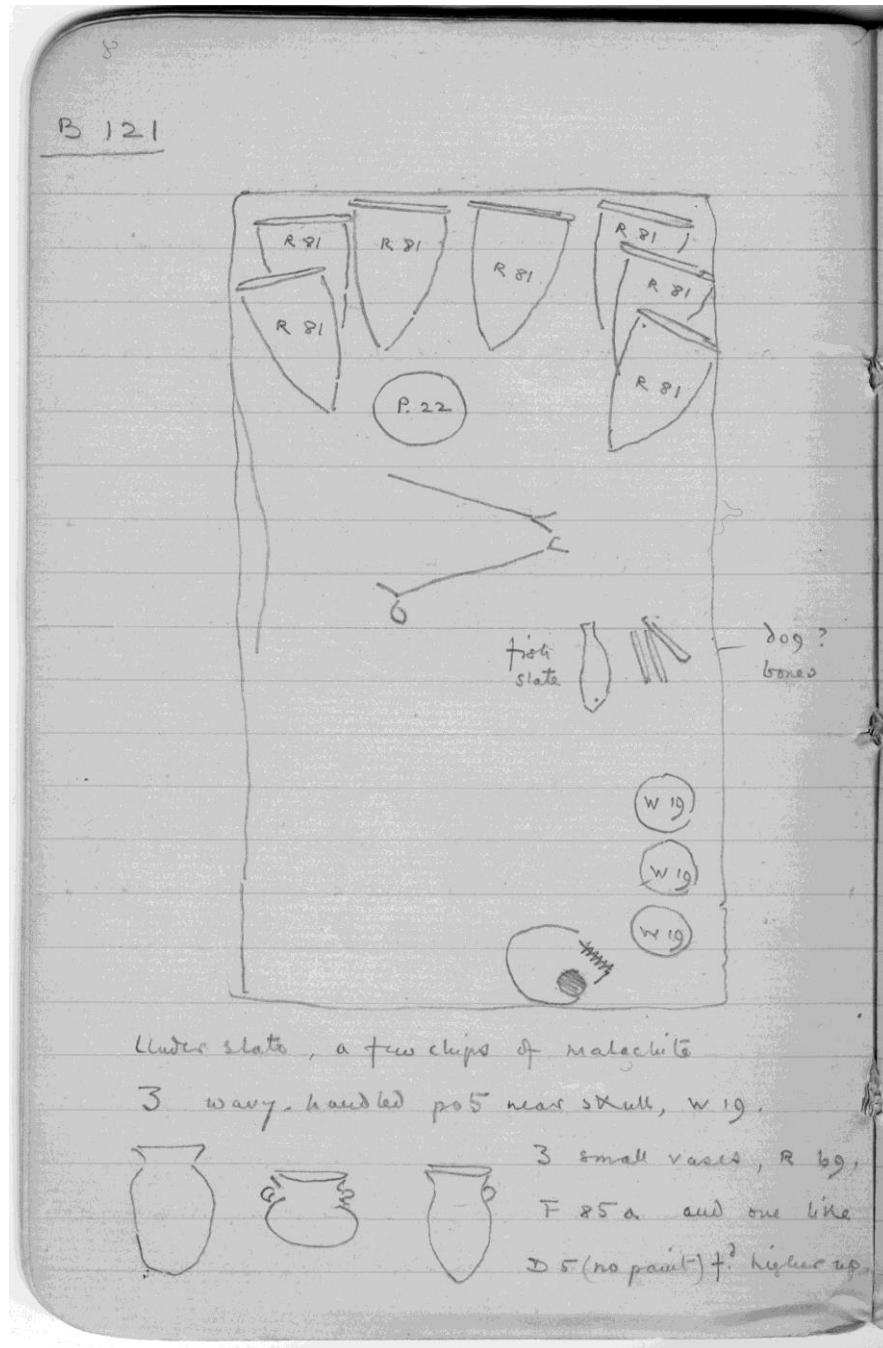 8
B 121
R 81 R 81 R 81 R 81
R 81 R 81
R 81
P. 22
fish slate
dog ? bones
W 19
W 19
W 19
Under slate, a few chips of malachite
3 wavy-handled pots near skull, W 19.
3 small vases, R 69,
F 85 a and one like
D 5 (no paint) f.d higher up.